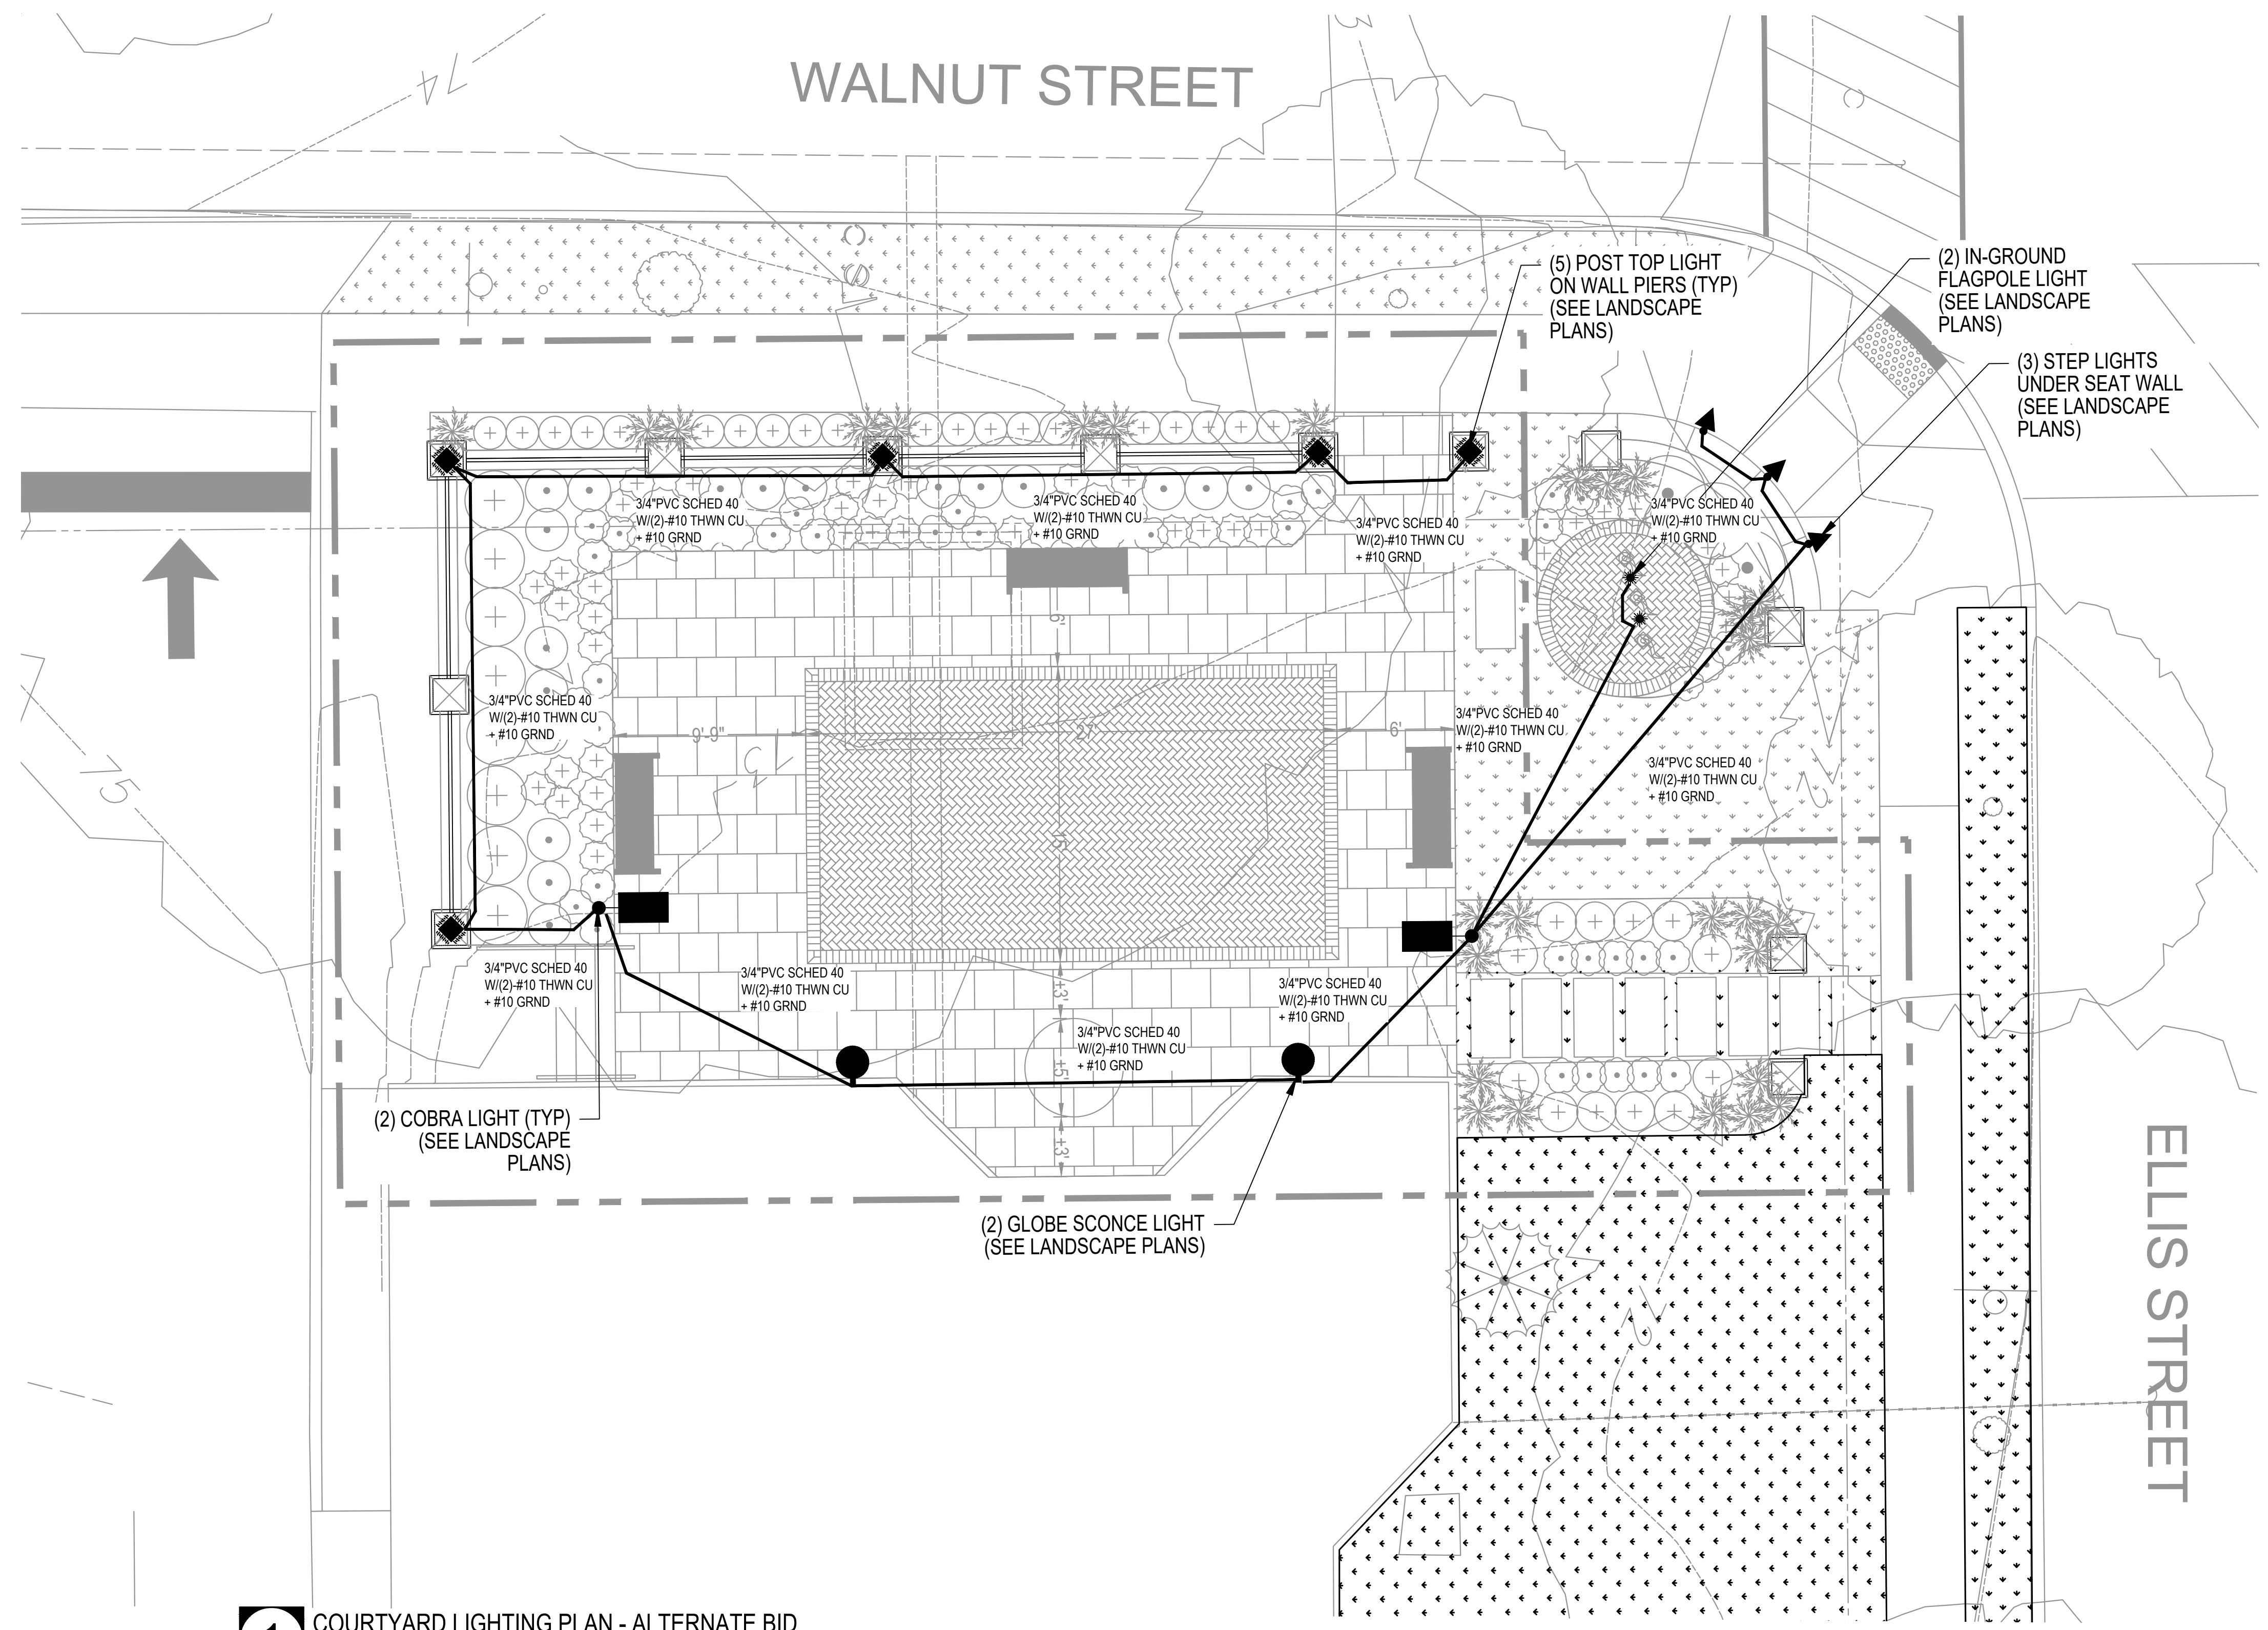 WALNUT STREET
74
73
(5) POST TOP LIGHT
ON WALL PIERS (TYP)
(SEE LANDSCAPE
PLANS)
(2) IN-GROUND
FLAGPOLE LIGHT
(SEE LANDSCAPE
PLANS)
(3) STEP LIGHTS
UNDER SEAT WALL
(SEE LANDSCAPE
PLANS)
3/4"PVC SCHED 40
W/(2)-#10 THWN CU
+ #10 GRND
3/4"PVC SCHED 40
W/(2)-#10 THWN CU
+ #10 GRND
3/4"PVC SCHED 40
W/(2)-#10 THWN CU
+ #10 GRND
3/4"PVC SCHED 40
W/(2)-#10 THWN CU
+ #10 GRND
6'
3/4"PVC SCHED 40
W/(2)-#10 THWN CU
+ #10 GRND
9'-9"
27'
6'
3/4"PVC SCHED 40
W/(2)-#10 THWN CU
+ #10 GRND
3/4"PVC SCHED 40
W/(2)-#10 THWN CU
+ #10 GRND
75
15'
3/4"PVC SCHED 40
W/(2)-#10 THWN CU
+ #10 GRND
3/4"PVC SCHED 40
W/(2)-#10 THWN CU
+ #10 GRND
±3'
3/4"PVC SCHED 40
W/(2)-#10 THWN CU
+ #10 GRND
3/4"PVC SCHED 40
W/(2)-#10 THWN CU
+ #10 GRND
±5'
±3'
(2) COBRA LIGHT (TYP)
(SEE LANDSCAPE
PLANS)
(2) GLOBE SCONCE LIGHT
(SEE LANDSCAPE PLANS)
ELLIS STREET
1
COURTYARD LIGHTING PLAN - ALTERNATE BID